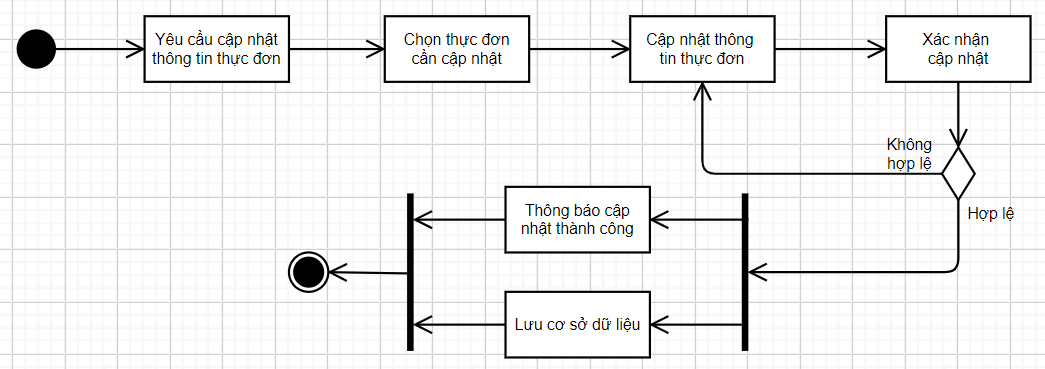 Yêu cầu cập nhật
thông tin thực đơn
Chọn thực đơn
cần cập nhật
Cập nhật thông
tin thực đơn
Xác nhận
cập nhật
Không
hợp lệ
Hợp lệ
Thông báo cập
nhật thành công
Lưu cơ sở dữ liệu